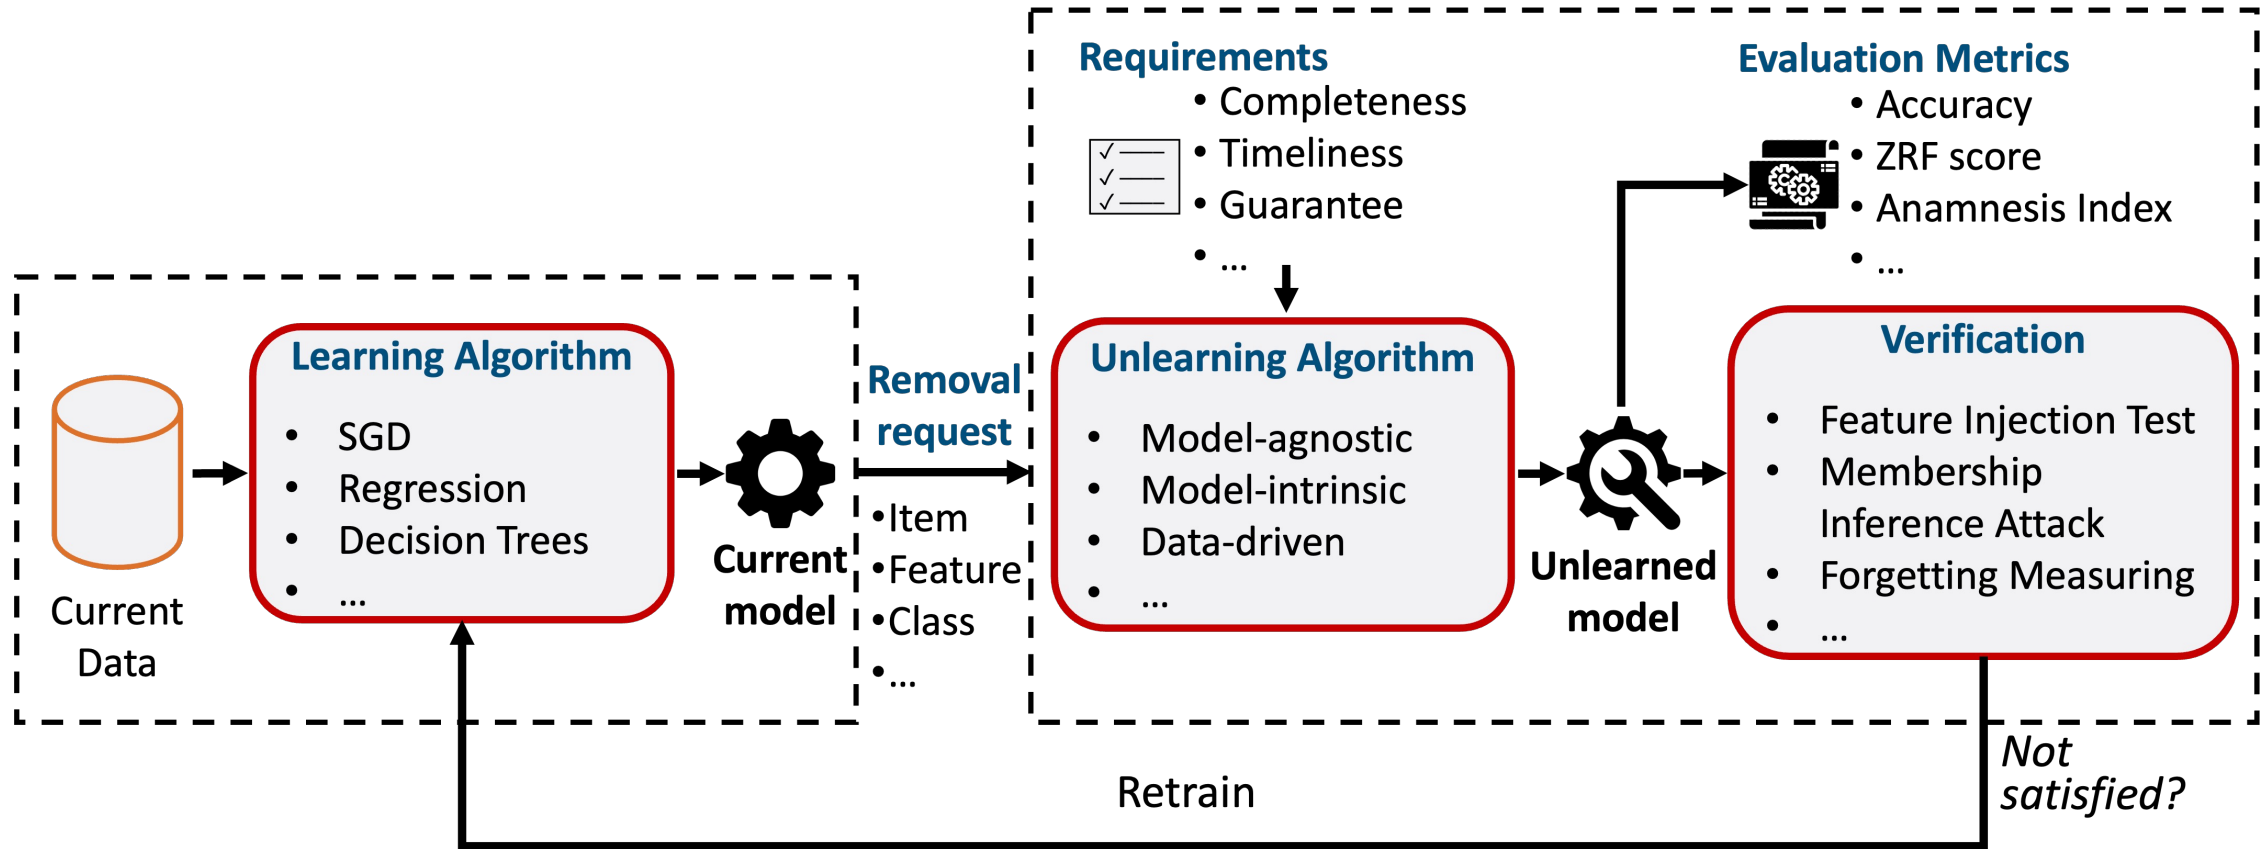 Requirements
• Completeness
• Timeliness
• Guarantee
• ...
Evaluation Metrics
• Accuracy
• ZRF score
• Anamnesis Index
• ...
Current
Data
Learning Algorithm
• SGD
• Regression
• Decision Trees
• ...
Current
model
Removal
request
•Item
•Feature
•Class
•...
Unlearning Algorithm
• Model-agnostic
• Model-intrinsic
• Data-driven
• ...
Unlearned
model
Verification
• Feature Injection Test
• Membership
Inference Attack
• Forgetting Measuring
• ...
Not
satisfied?
Retrain